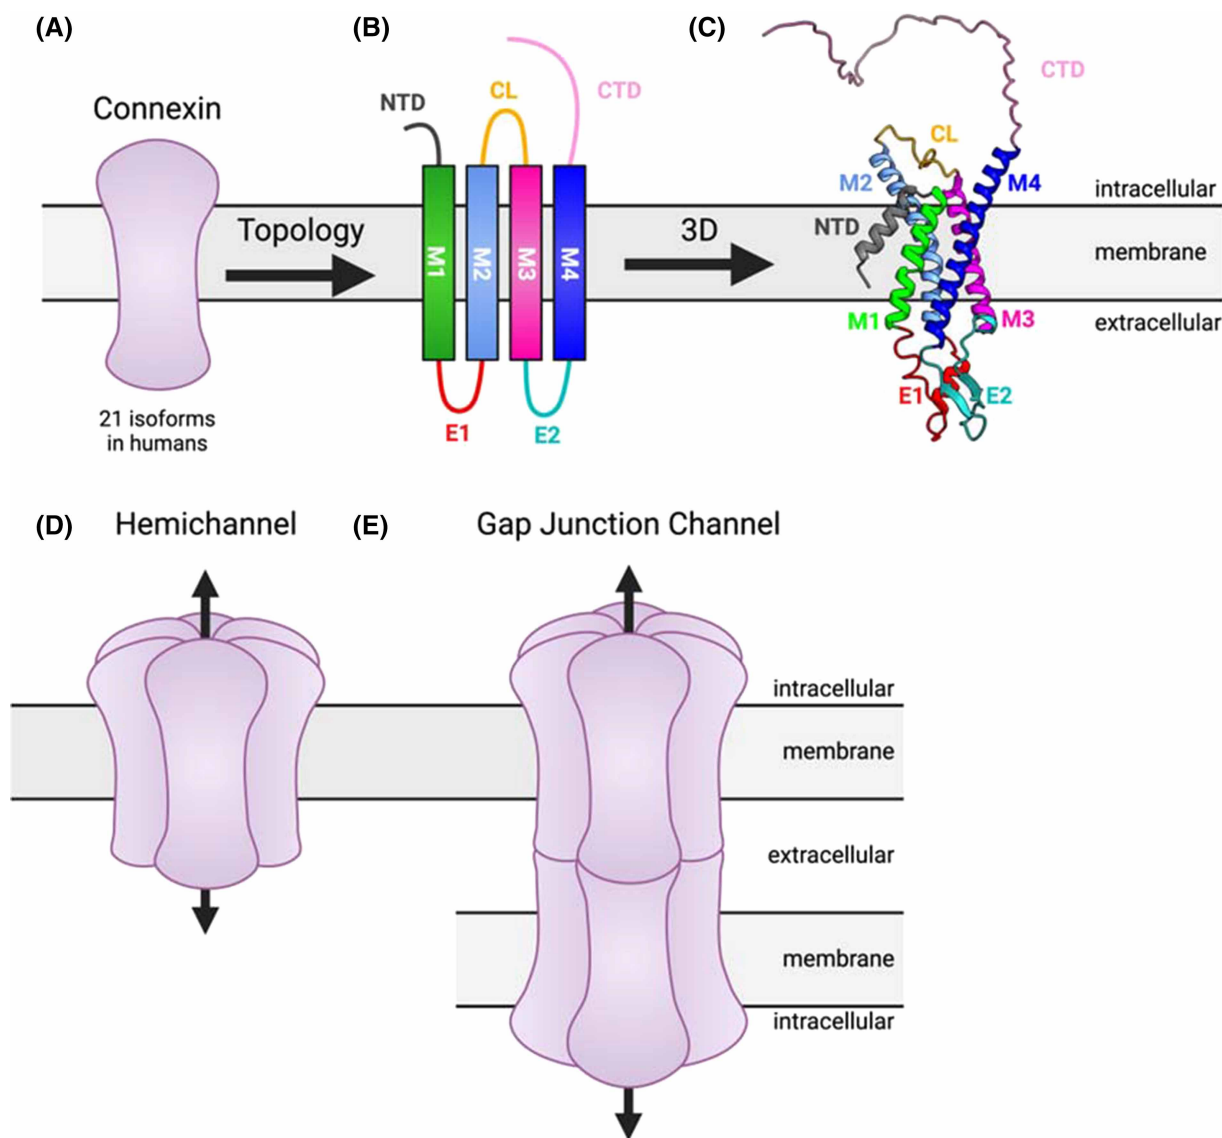 (A)
Connexin
21 isoforms
in humans
Topology
(B)
NTD
CL
CTD
M1
M2
M3
M4
E1
E2
3D
(C)
CTD
CL
M2
M4
NTD
M1
M3
E1
E2
intracellular
membrane
extracellular
(D)
Hemichannel
(E)
Gap Junction Channel
intracellular
membrane
extracellular
membrane
intracellular